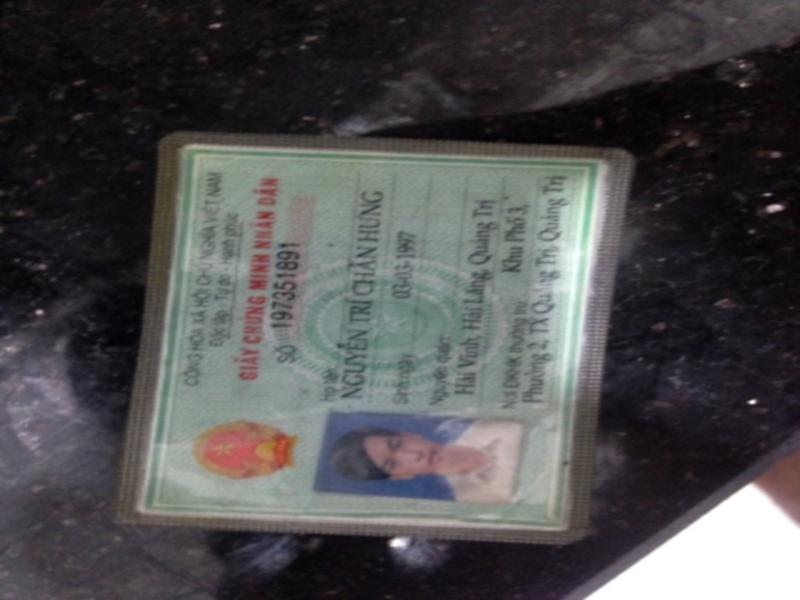 CỘNG HÒA XÃ HỘI CHỦ NGHĨA VIỆT NAM
Độc lập - Tự do - Hạnh phúc
GIẤY CHỨNG MINH NHÂN DÂN
SỐ 197351891
Họ tên:
NGUYỄN TRÍ CHẤN HƯNG
Sinh ngày 03-03-1997
Nguyên quán:
Hải Vĩnh, Hải Lăng, Quảng Trị
Nơi ĐKHK thường trú Khu Phố 3,
Phường 2, TX Quảng Trị, Quảng Trị